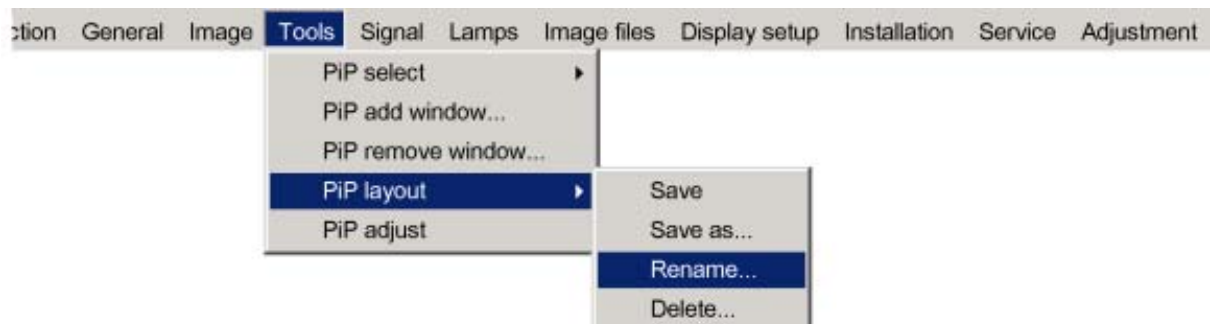 ction General Image Tools Signal Lamps Image files Display setup Installation Service Adjustment
PiP select
PiP add window...
PiP remove window...
PiP layout
Save
PiP adjust
Save as...
Rename...
Delete...